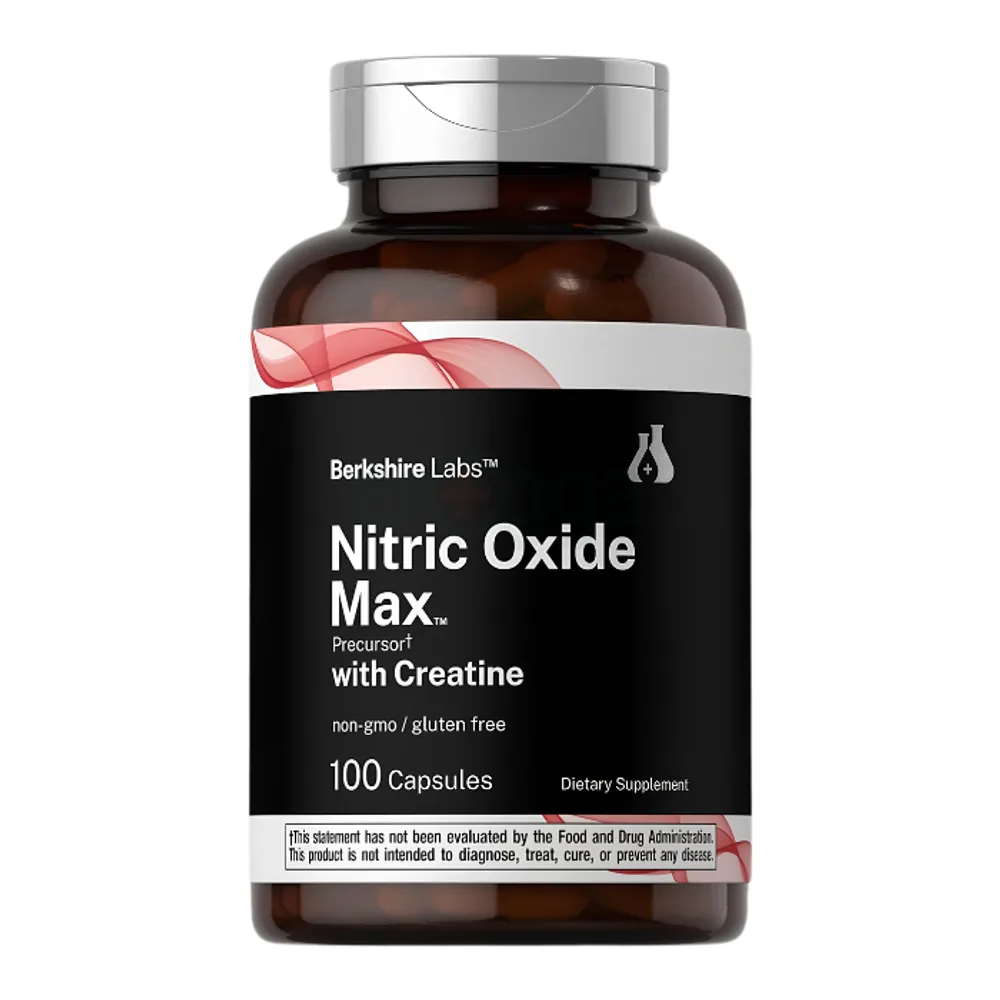 Berkshire Labs™
Nitric Oxide
Max™
Precursor†
with Creatine
non-gmo / gluten free
100 Capsules
Dietary Supplement
†This statement has not been evaluated by the Food and Drug Administration.
This product is not intended to diagnose, treat, cure, or prevent any disease.